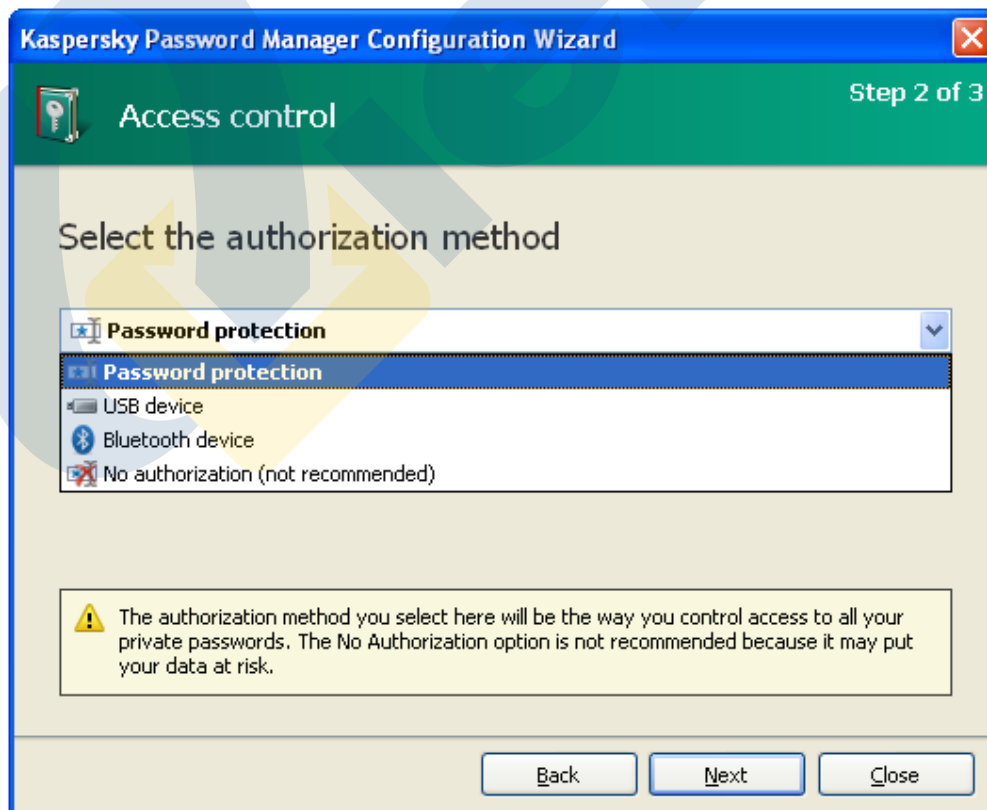 Kaspersky Password Manager Configuration Wizard
Step 2 of 3
Access control
Select the authorization method
Password protection
Password protection
USB device
Bluetooth device
No authorization (not recommended)
The authorization method you select here will be the way you control access to all your
private passwords. The No Authorization option is not recommended because it may put
your data at risk.
Back
Next
Close